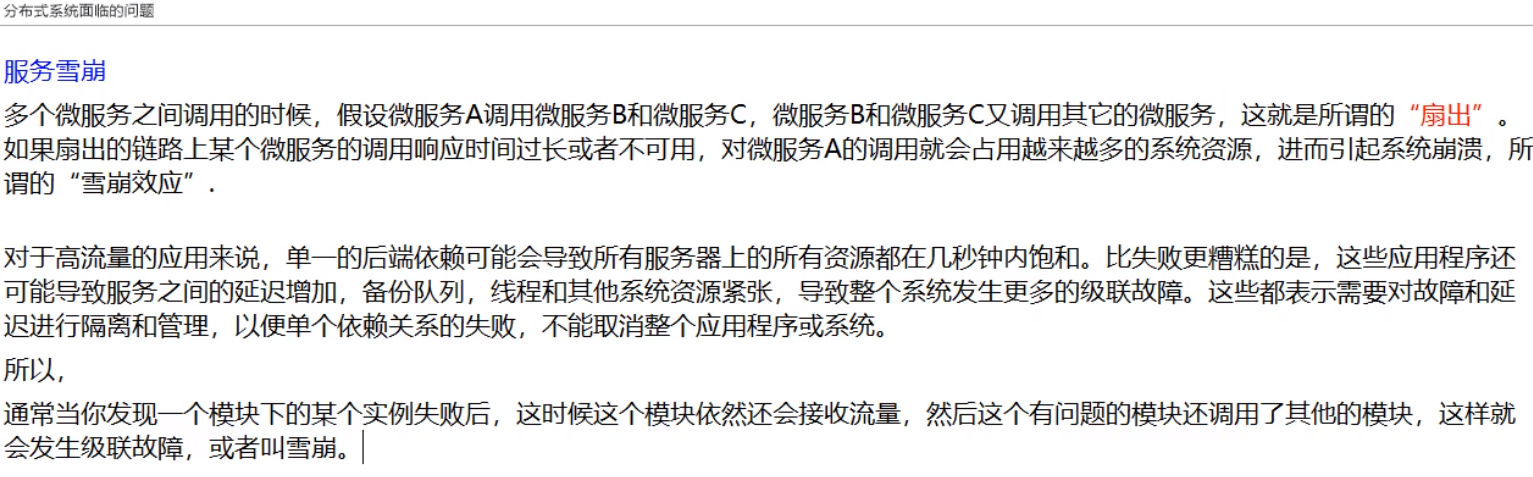 分布式系统面临的问题
服务雪崩
多个微服务之间调用的时候，假设微服务A调用微服务B和微服务C，微服务B和微服务C又调用其它的微服务，这就是所谓的“扇出”。
如果扇出的链路上某个微服务的调用响应时间过长或者不可用，对微服务A的调用就会占用越来越多的系统资源，进而引起系统崩溃，所
谓的“雪崩效应”.
对于高流量的应用来说，单一的后端依赖可能会导致所有服务器上的所有资源都在几秒钟内饱和。比失败更糟糕的是，这些应用程序还
可能导致服务之间的延迟增加，备份队列，线程和其他系统资源紧张，导致整个系统发生更多的级联故障。这些都表示需要对故障和延
迟进行隔离和管理，以便单个依赖关系的失败，不能取消整个应用程序或系统。
所以，
通常当你发现一个模块下的某个实例失败后，这时候这个模块依然还会接收流量，然后这个有问题的模块还调用了其他的模块，这样就
会发生级联故障，或者叫雪崩。